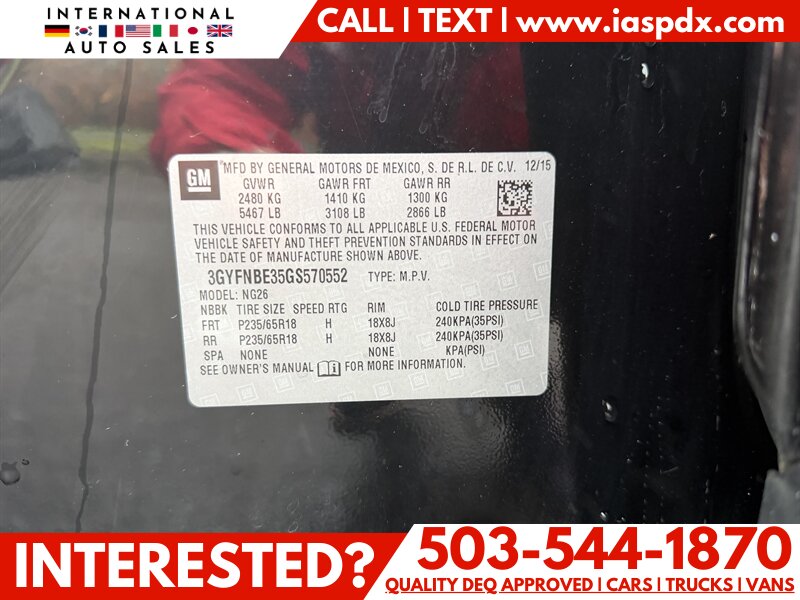 INTERNATIONAL
AUTO SALES
CALL | TEXT | www.iaspdx.com
GM
MFD BY GENERAL MOTORS DE MEXICO, S. DE R.L. DE C.V. 12/15
GVWR GAWR FRT GAWR RR
2480 KG 1410 KG 1300 KG
5467 LB 3108 LB 2866 LB
THIS VEHICLE CONFORMS TO ALL APPLICABLE U.S. FEDERAL MOTOR
VEHICLE SAFETY AND THEFT PREVENTION STANDARDS IN EFFECT ON
THE DATE OF MANUFACTURE SHOWN ABOVE.
3GYFNBE35GS570552 TYPE: M.P.V.
MODEL: NG26
NBBK TIRE SIZE SPEED RTG RIM COLD TIRE PRESSURE
FRT P235/65R18 H 18X8J 240KPA(35PSI)
RR P235/65R18 H 18X8J 240KPA(35PSI)
SPA NONE NONE KPA(PSI)
SEE OWNER'S MANUAL FOR MORE INFORMATION.
INTERESTED?
503-544-1870
QUALITY DEQ APPROVED | CARS | TRUCKS | VANS